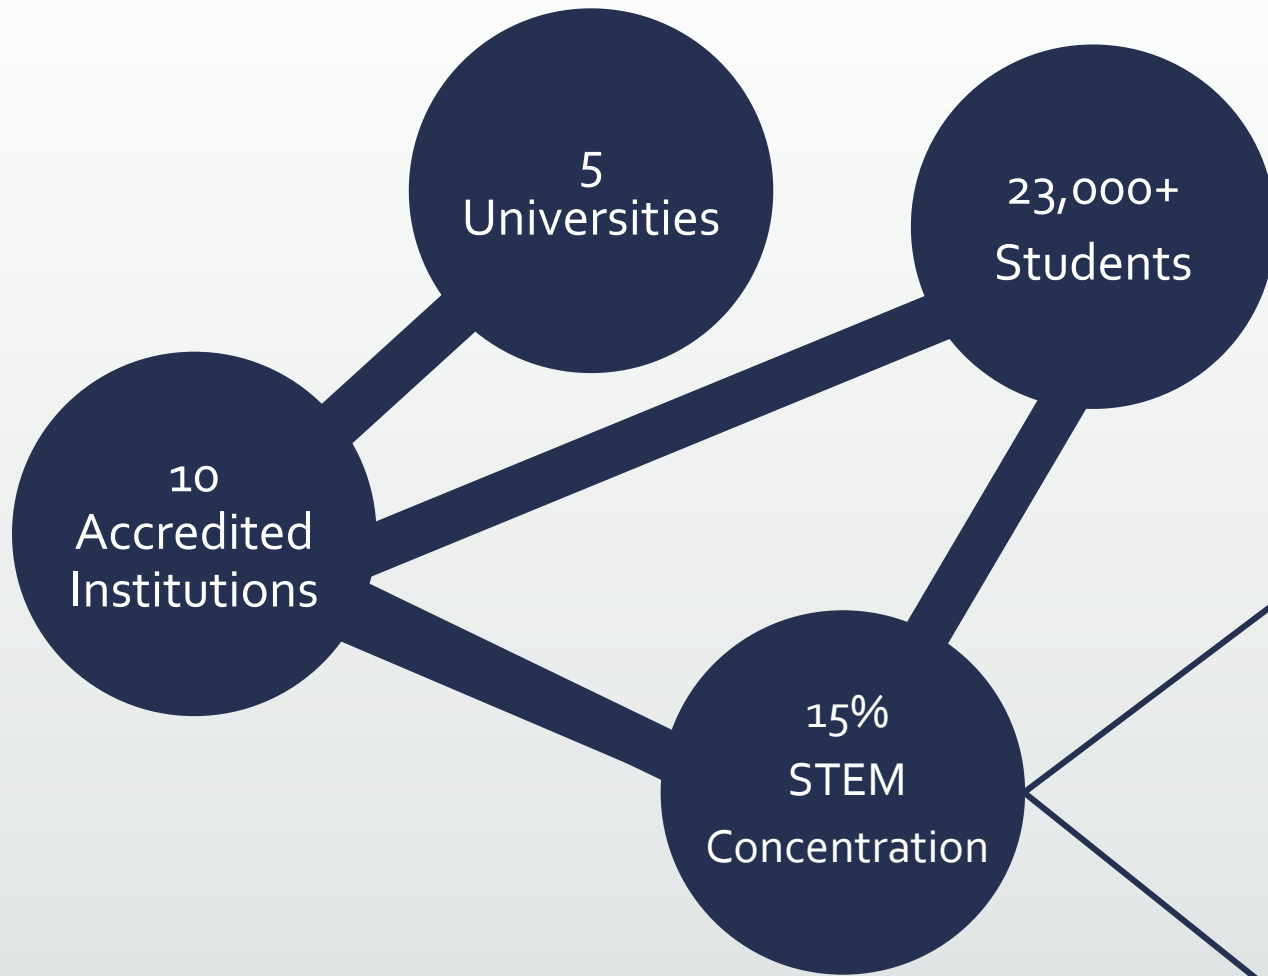 5
Universities
23,000+
Students
10
Accredited
Institutions
15%
STEM
Concentration